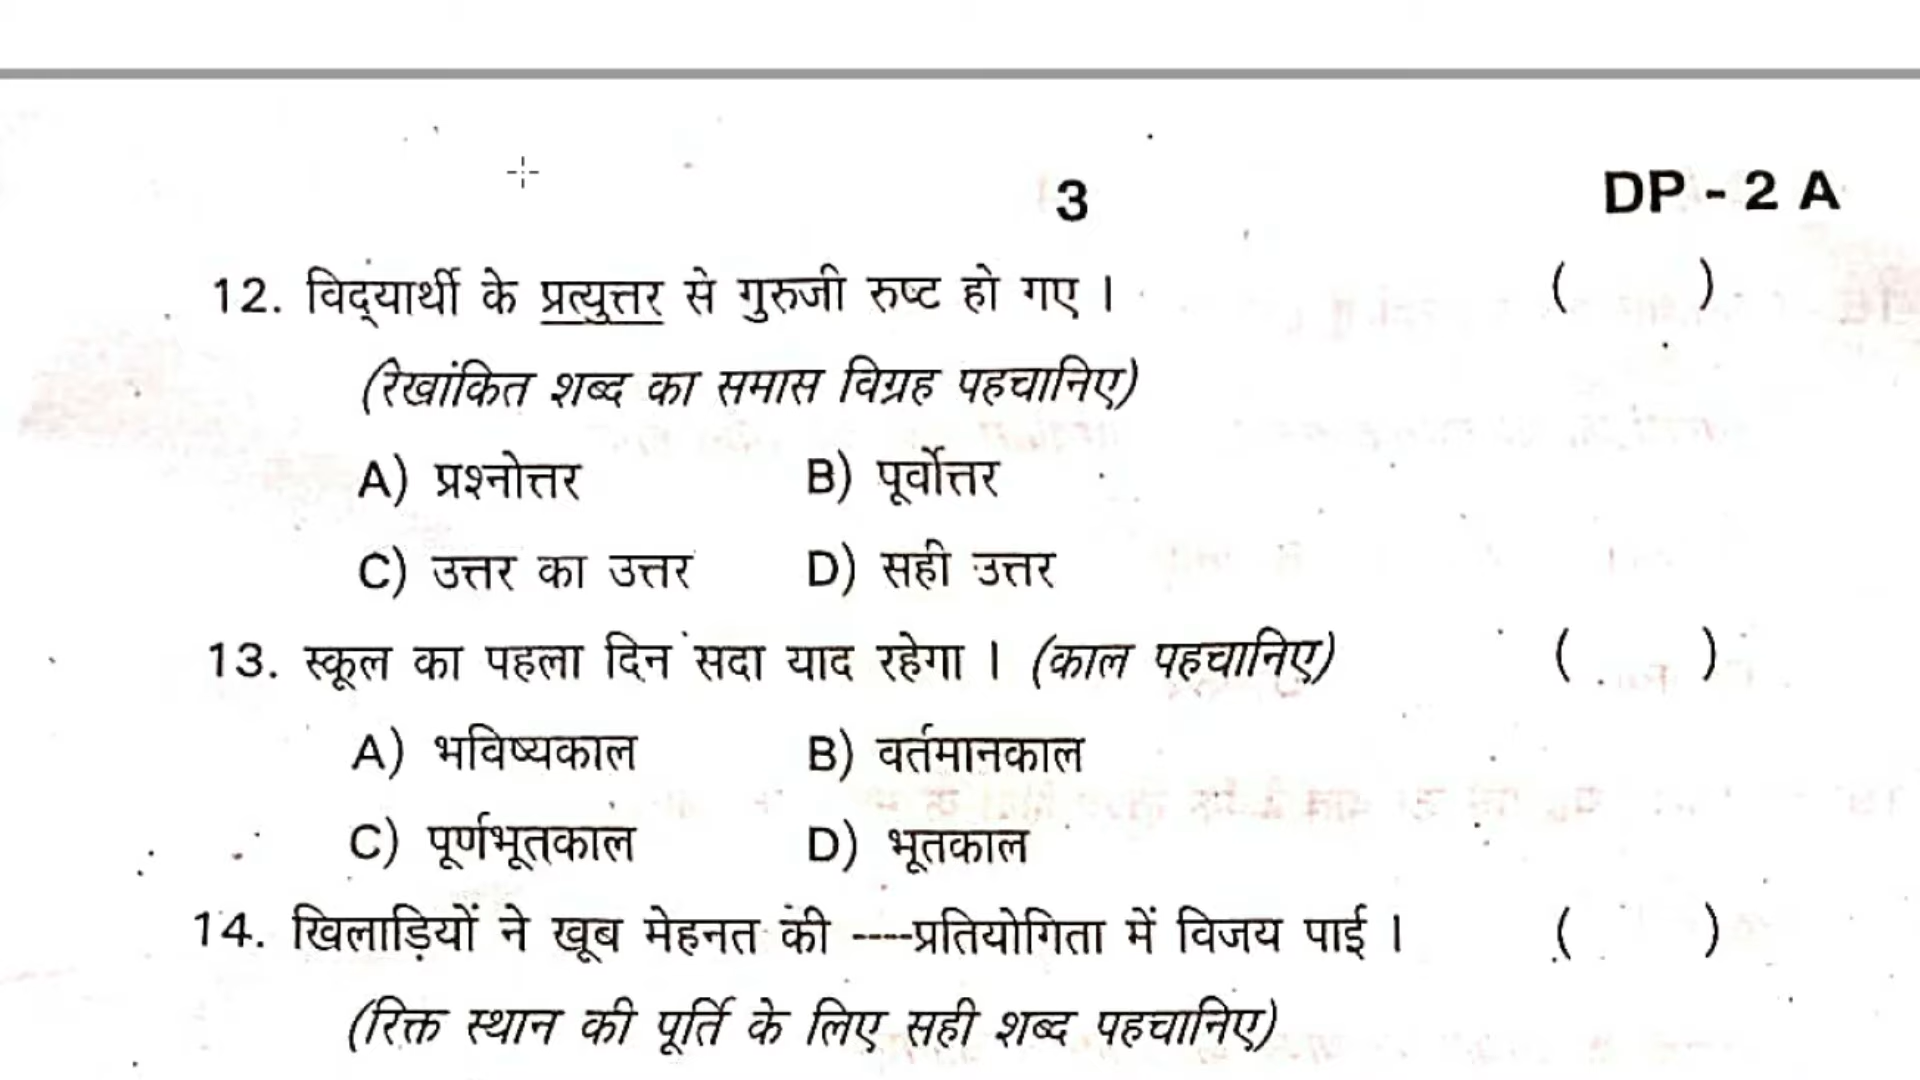 3
DP - 2 A
12. विद्‌यार्थी के प्रत्युत्तर से गुरुजी रुष्ट हो गए । ( )
(रेखांकित शब्द का समास विग्रह पहचानिए)
A) प्रश्नोत्तर B) पूर्वोत्तर
C) उत्तर का उत्तर D) सही उत्तर
13. स्कूल का पहला दिन सदा याद रहेगा । (काल पहचानिए) ( )
A) भविष्यकाल B) वर्तमानकाल
C) पूर्णभूतकाल D) भूतकाल
14. खिलाड़ियों ने खूब मेहनत की ----प्रतियोगिता में विजय पाई । ( )
(रिक्त स्थान की पूर्ति के लिए सही शब्द पहचानिए)